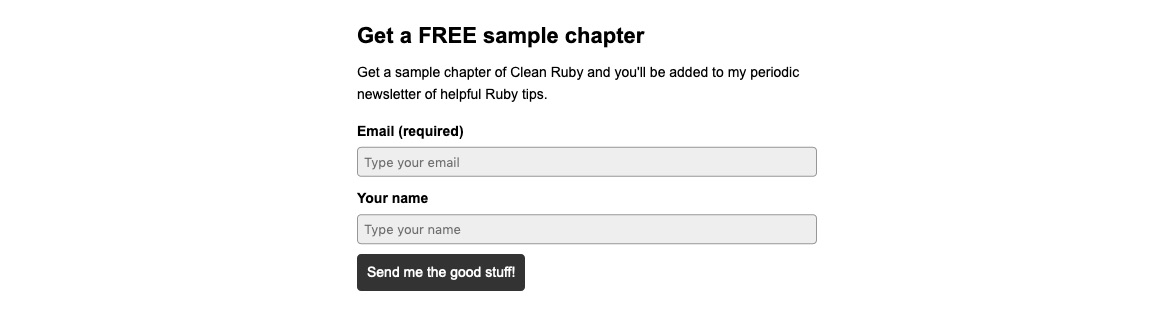 Get a FREE sample chapter
Get a sample chapter of Clean Ruby and you'll be added to my periodic
newsletter of helpful Ruby tips.
Email (required)
Type your email
Your name
Type your name
Send me the good stuff!